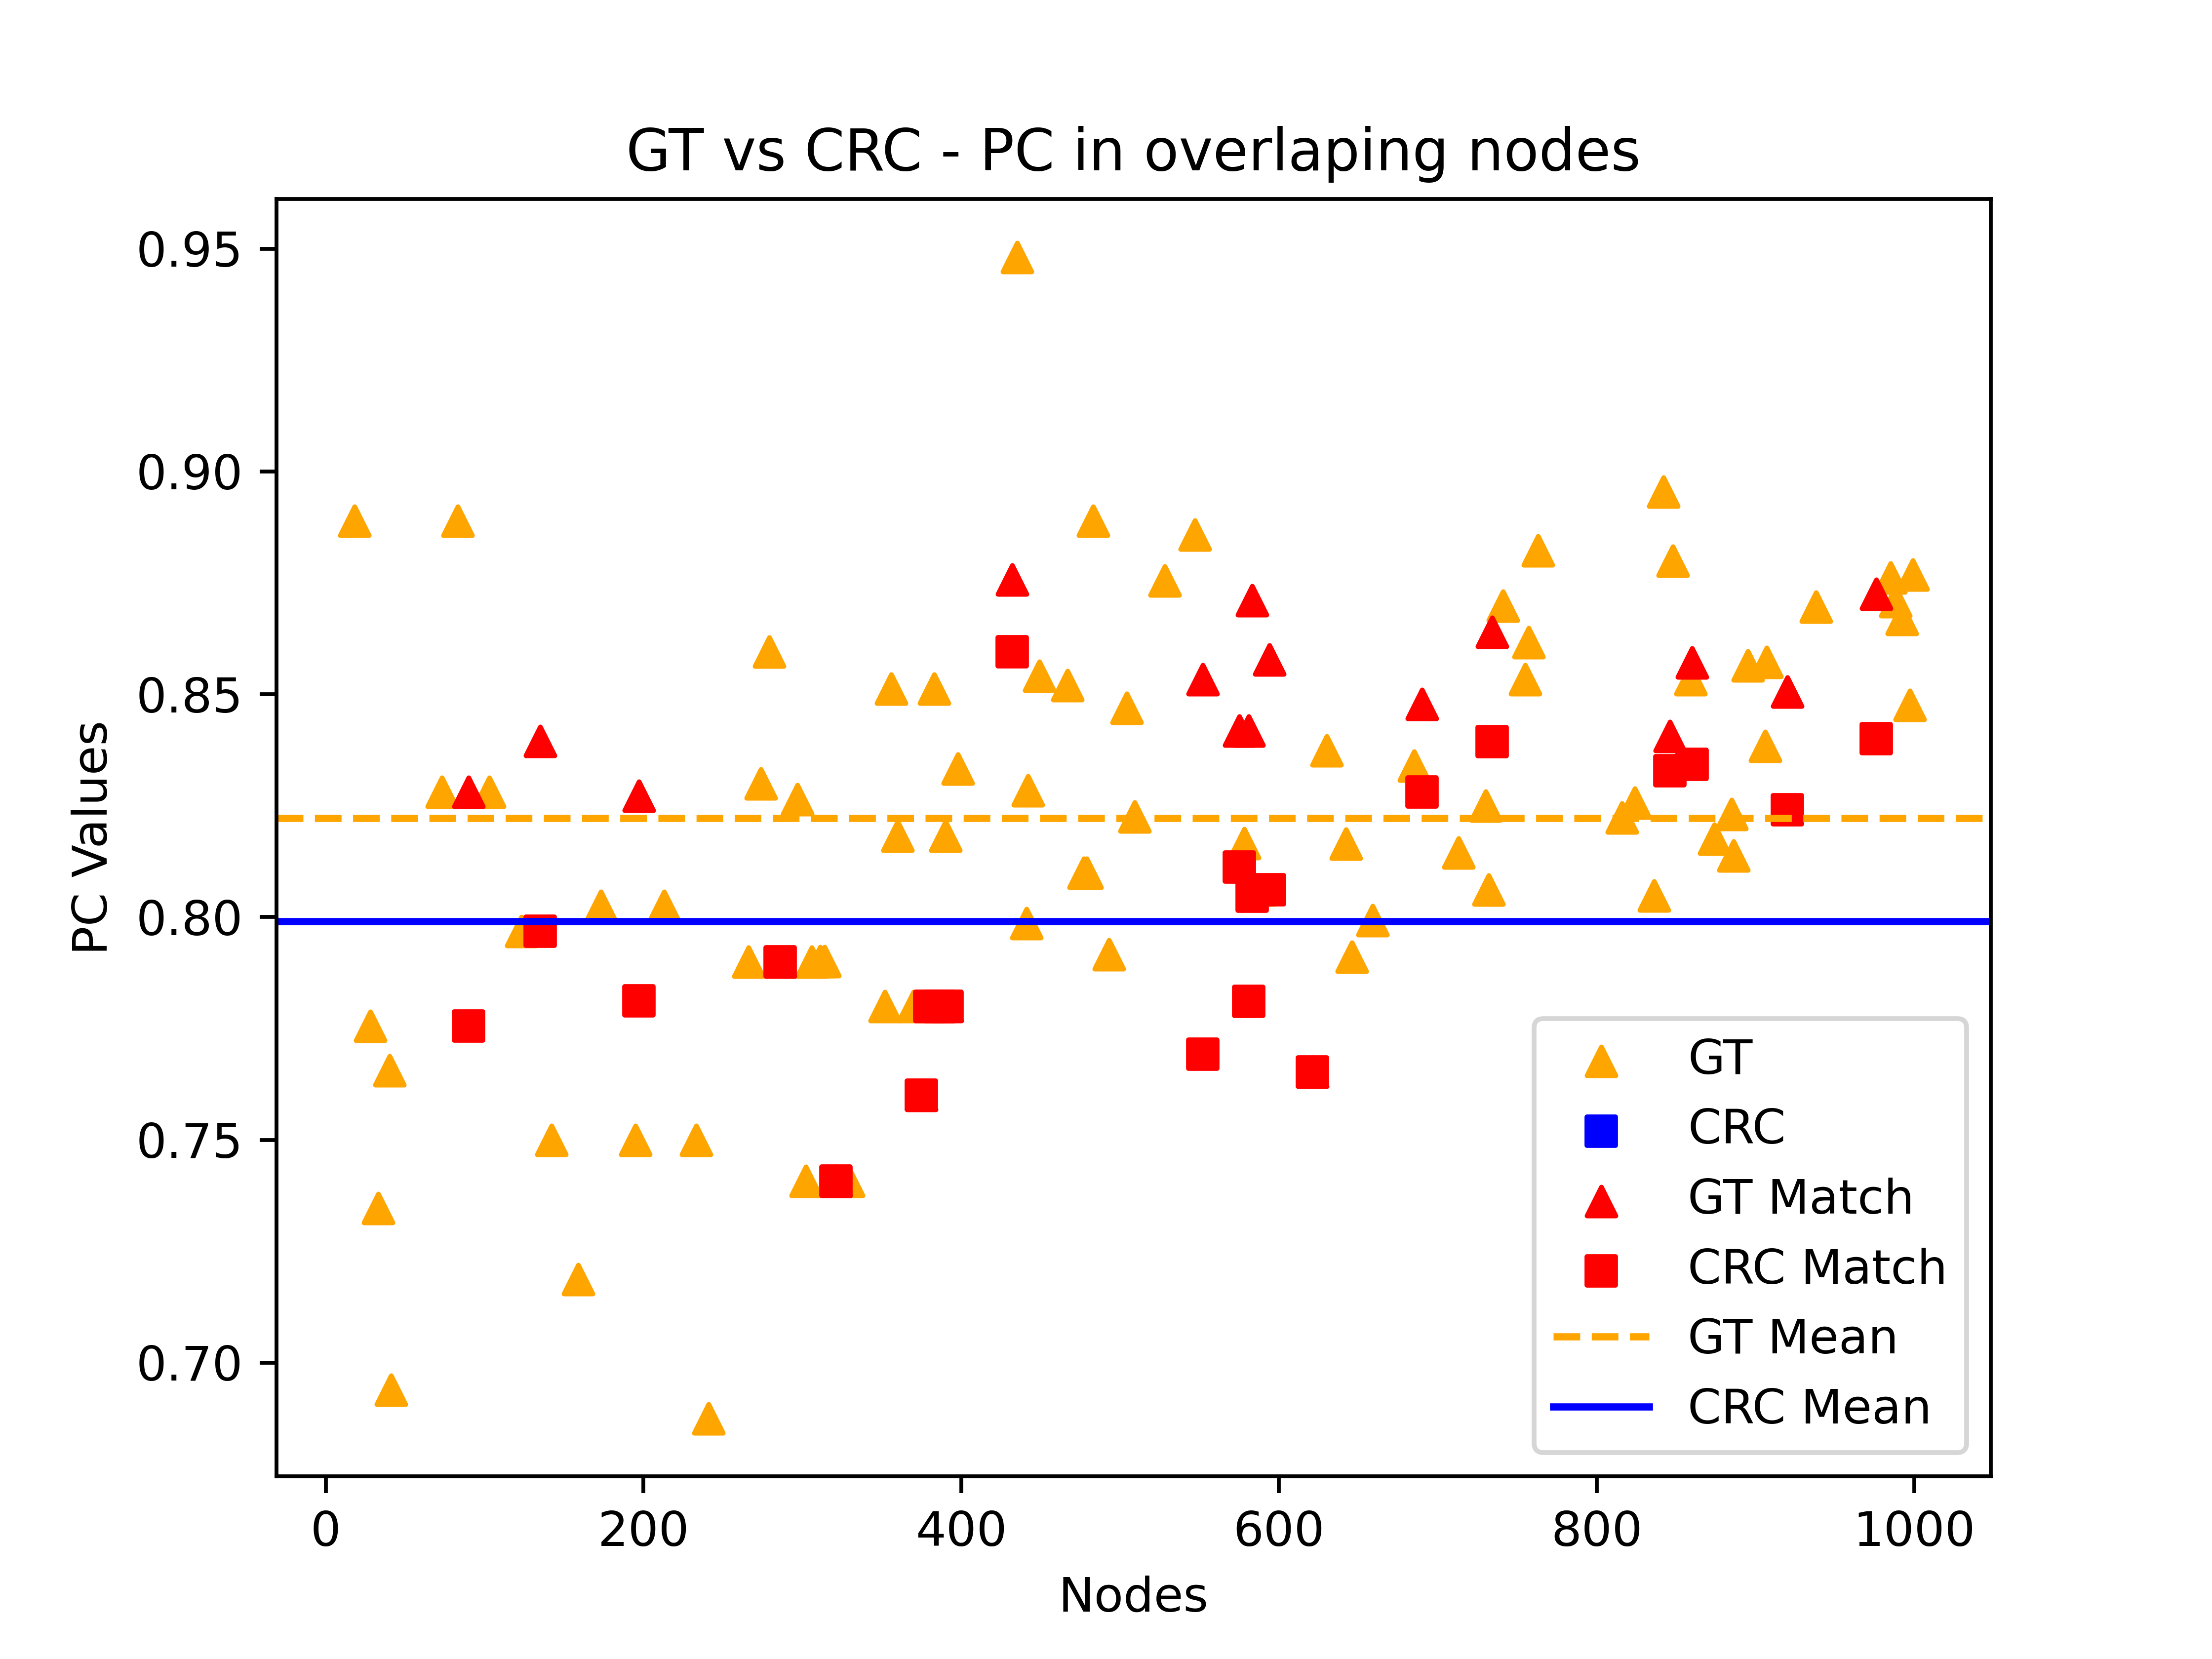 GT vs CRC - PC in overlaping nodes
0.95
0.90
0.85
0.80
0.75
0.70
PC Values
GT
CRC
GT Match
CRC Match
GT Mean
CRC Mean
0 200 400 600 800 1000
Nodes